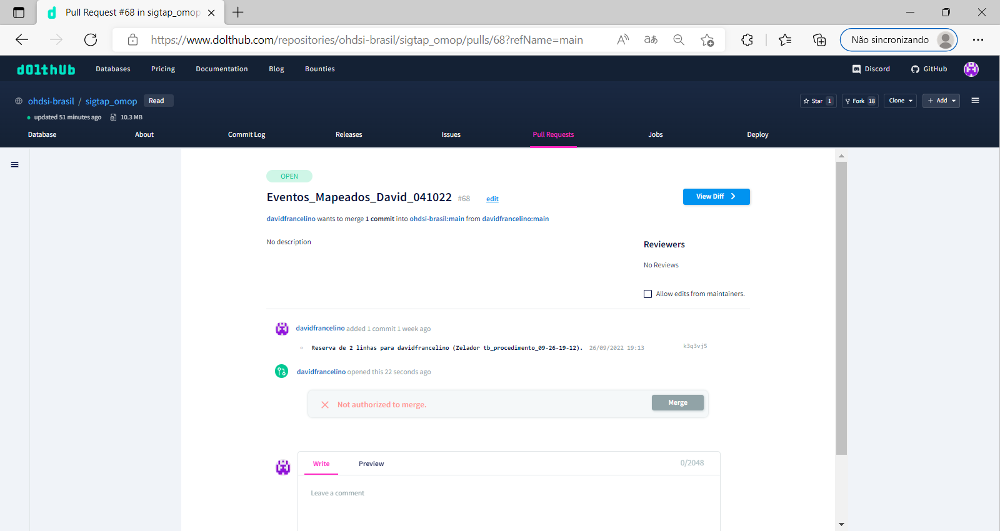 Pull Request #68 in sigtap_omop
https://www.dolthub.com/repositories/ohdsi-brasil/sigtap_omop/pulls/68?refName=main
Não sincronizando
dolthub Databases Pricing Documentation Blog Bounties Discord GitHub
ohdsi-brasil / sigtap_omop Read Star 1 Fork 18 Clone + Add
updated 51 minutes ago 10.3 MB
Database About Commit Log Releases Issues Pull Requests Jobs Deploy
OPEN
Eventos_Mapeados_David_041022 #68 edit View Diff
davidfrancelino wants to merge 1 commit into ohdsi-brasil:main from davidfrancelino:main
No description
Reviewers
No Reviews
Allow edits from maintainers.
davidfrancelino added 1 commit 1 week ago
Reserva de 2 linhas para davidfrancelino (Zelador tb_procedimento_09-26-19-12). 26/09/2022 19:13 k3q3vj5
davidfrancelino opened this 22 seconds ago
Not authorized to merge. Merge
Write Preview 0/2048
Leave a comment